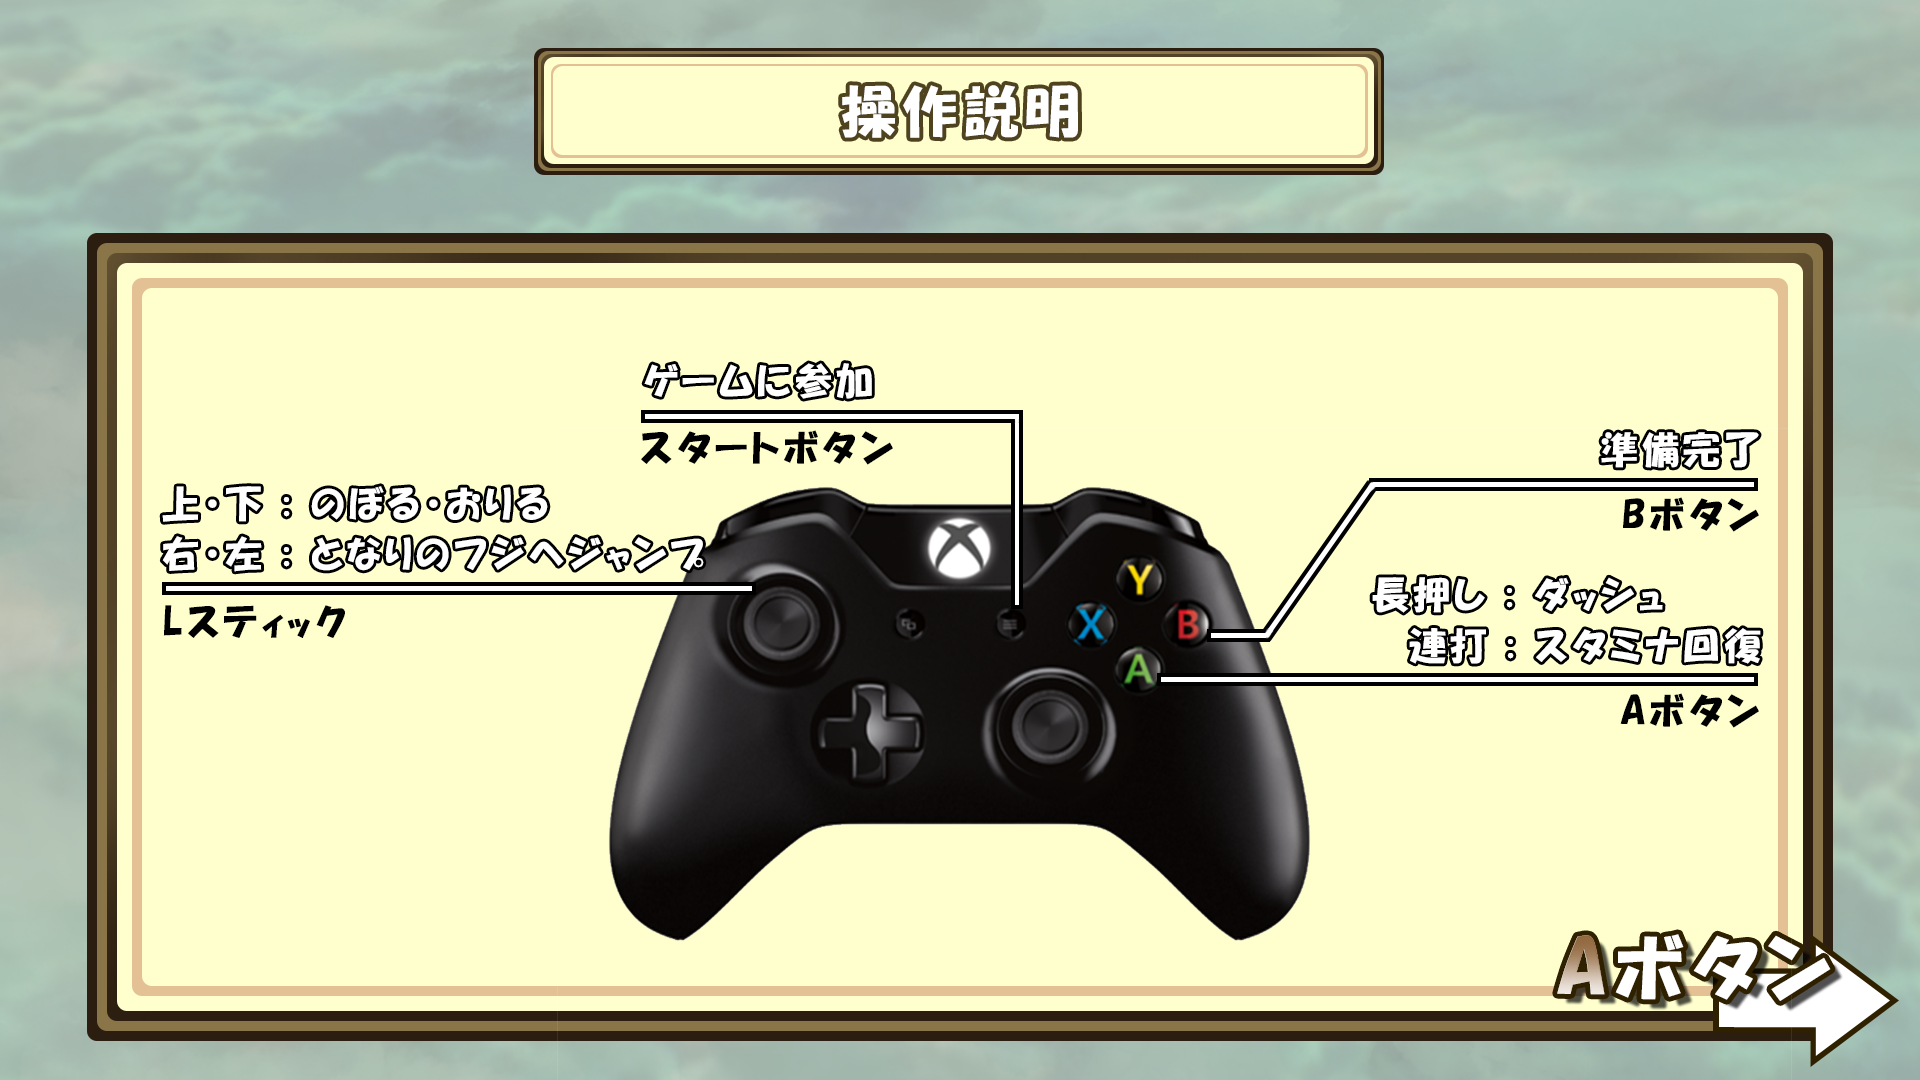 操作説明
ゲームに参加
スタートボタン
上・下：のぼる・おりる
右・左：となりのフジへジャンプ
Lスティック
準備完了
Bボタン
長押し：ダッシュ
連打：スタミナ回復
Aボタン
Y
X
B
A
Aボタン